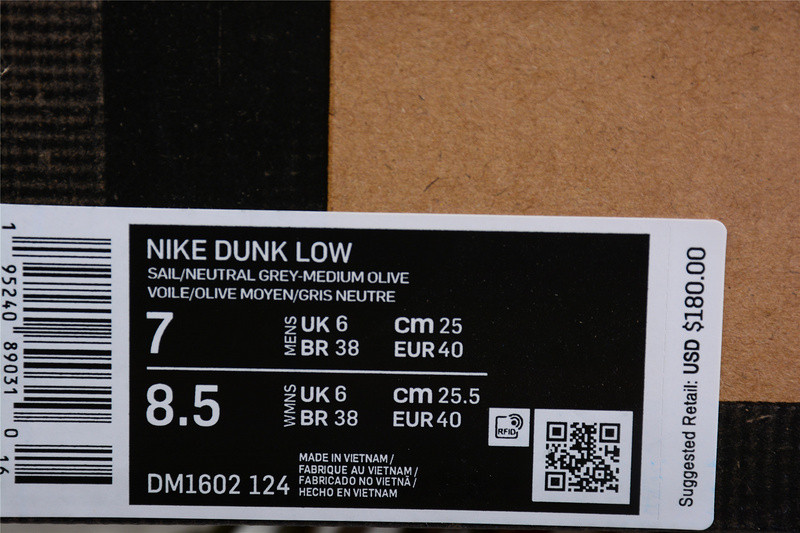 1 95240 89031 0 16
NIKE DUNK LOW
SAIL/NEUTRAL GREY-MEDIUM OLIVE
VOILE/OLIVE MOYEN/GRIS NEUTRE
7 MENS UK 6 cm 25
BR 38 EUR 40
8.5 WMNS UK 6 cm 25.5
BR 38 EUR 40
RFID
DM1602 124
MADE IN VIETNAM /
FABRIQUE AU VIETNAM /
FABRICADO NO VIETNÃ /
HECHO EN VIETNAM
Suggested Retail: USD $180.00